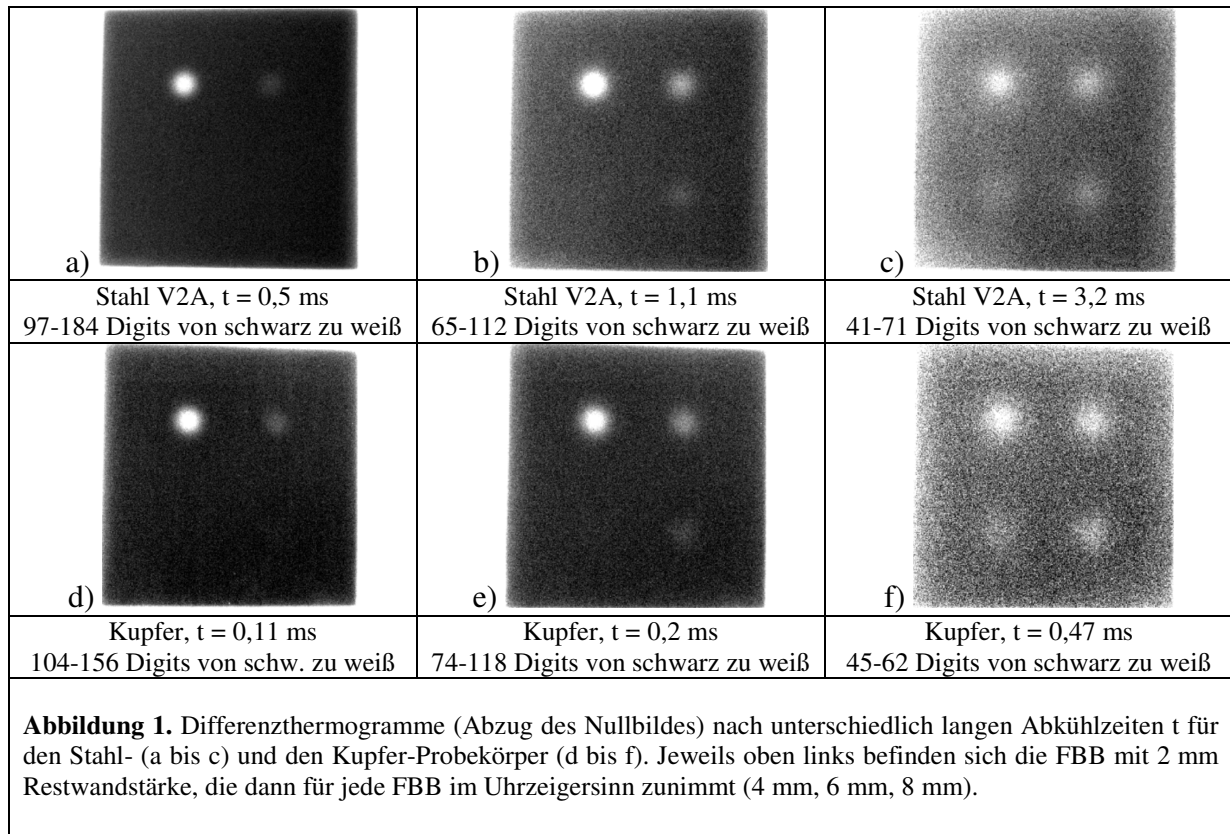 a)
b)
c)
Stahl V2A, t = 0,5 ms
97-184 Digits von schwarz zu weiß
Stahl V2A, t = 1,1 ms
65-112 Digits von schwarz zu weiß
Stahl V2A, t = 3,2 ms
41-71 Digits von schwarz zu weiß
d)
e)
f)
Kupfer, t = 0,11 ms
104-156 Digits von schw. zu weiß
Kupfer, t = 0,2 ms
74-118 Digits von schwarz zu weiß
Kupfer, t = 0,47 ms
45-62 Digits von schwarz zu weiß
Abbildung 1. Differenzthermogramme (Abzug des Nullbildes) nach unterschiedlich langen Abkühlzeiten t für
den Stahl- (a bis c) und den Kupfer-Probekörper (d bis f). Jeweils oben links befinden sich die FBB mit 2 mm
Restwandstärke, die dann für jede FBB im Uhrzeigersinn zunimmt (4 mm, 6 mm, 8 mm).